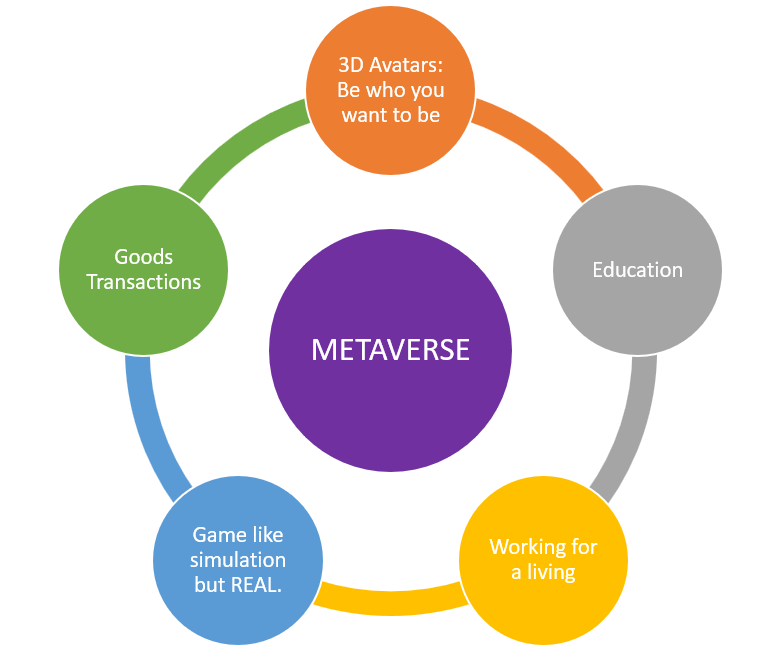 3D Avatars:
Be who you
want to be
Goods
Transactions
Education
METAVERSE
Game like
simulation
but REAL.
Working for
a living